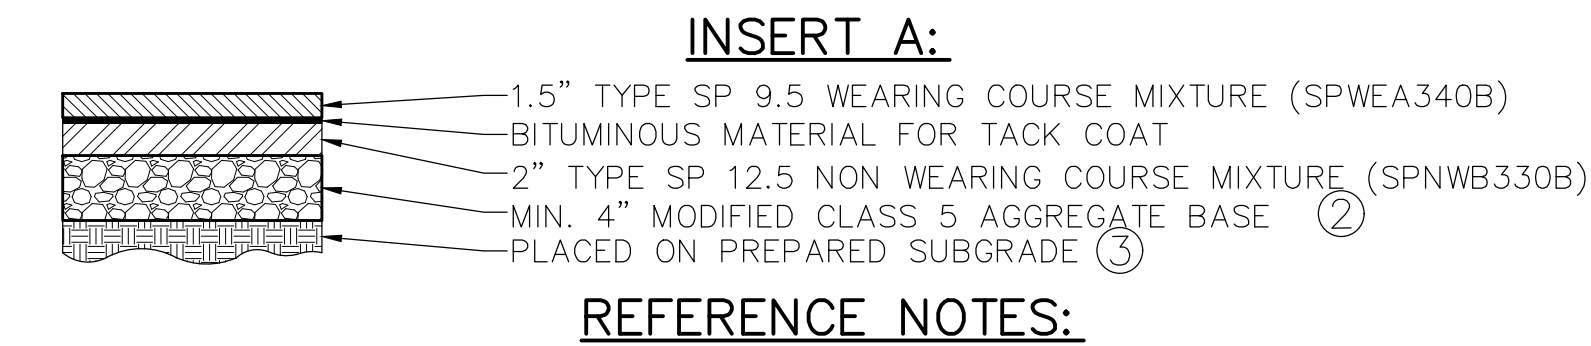 INSERT A:
1.5" TYPE SP 9.5 WEARING COURSE MIXTURE (SPWEA340B)
BITUMINOUS MATERIAL FOR TACK COAT
2" TYPE SP 12.5 NON WEARING COURSE MIXTURE (SPNWB330B)
MIN. 4" MODIFIED CLASS 5 AGGREGATE BASE 2
PLACED ON PREPARED SUBGRADE 3
REFERENCE NOTES: